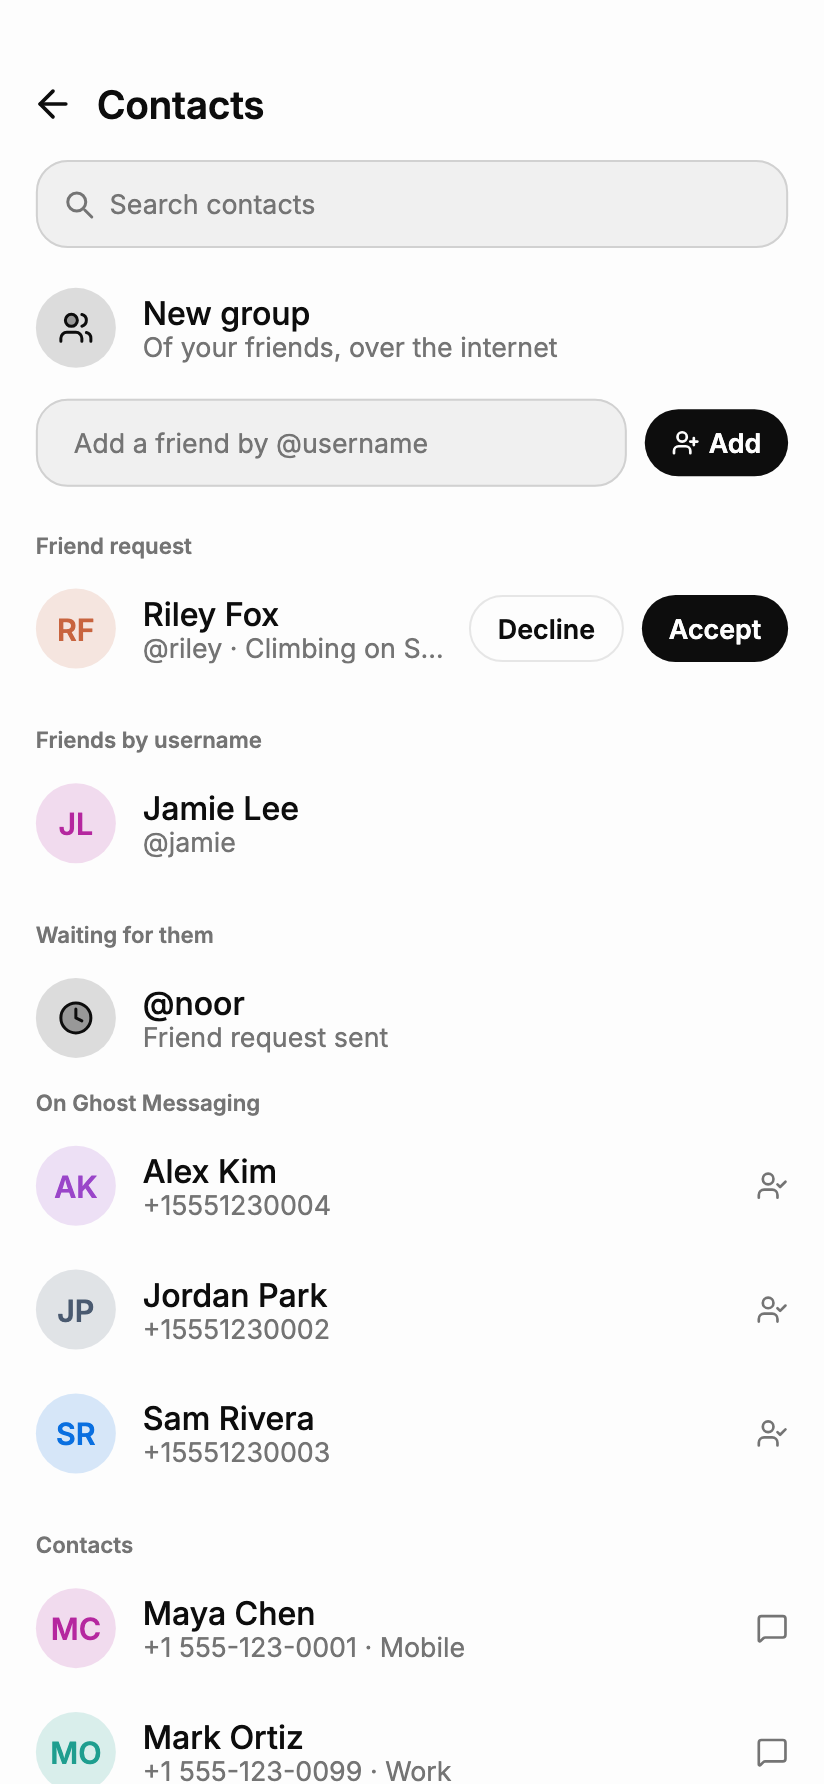 Contacts
Search contacts
New group
Of your friends, over the internet
Add a friend by @username
Add
Friend request
RF
Riley Fox
@riley · Climbing on S...
Decline
Accept
Friends by username
JL
Jamie Lee
@jamie
Waiting for them
@noor
Friend request sent
On Ghost Messaging
AK
Alex Kim
+15551230004
JP
Jordan Park
+15551230002
SR
Sam Rivera
+15551230003
Contacts
MC
Maya Chen
+1 555-123-0001 · Mobile
MO
Mark Ortiz
+1 555-123-0099 · Work